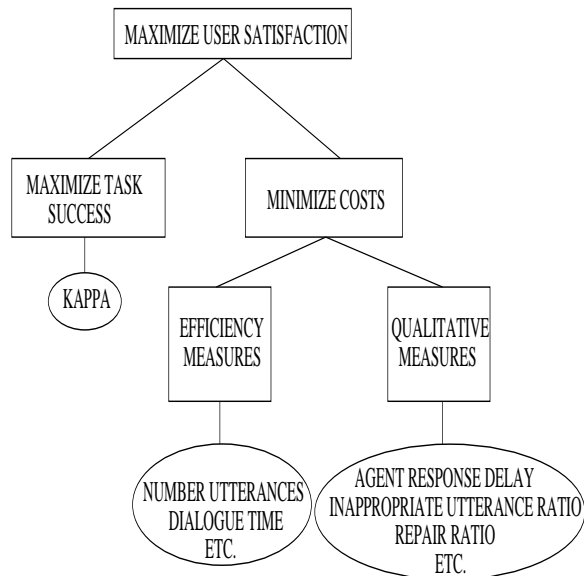 MAXIMIZE USER SATISFACTION
MAXIMIZE TASK
SUCCESS
MINIMIZE COSTS
KAPPA
EFFICIENCY
MEASURES
QUALITATIVE
MEASURES
NUMBER UTTERANCES
DIALOGUE TIME
ETC.
AGENT RESPONSE DELAY
INAPPROPRIATE UTTERANCE RATIO
REPAIR RATIO
ETC.